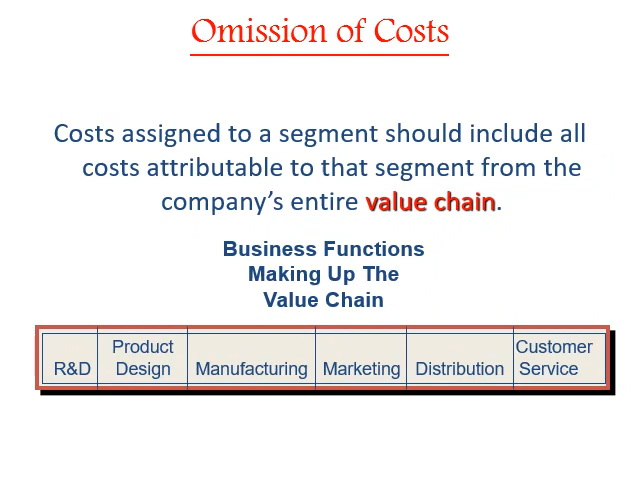 Omission of Costs
Costs assigned to a segment should include all
costs attributable to that segment from the
company's entire value chain.
Business Functions
Making Up The
Value Chain
R&D
Product
Design
Manufacturing
Marketing
Distribution
Customer
Service